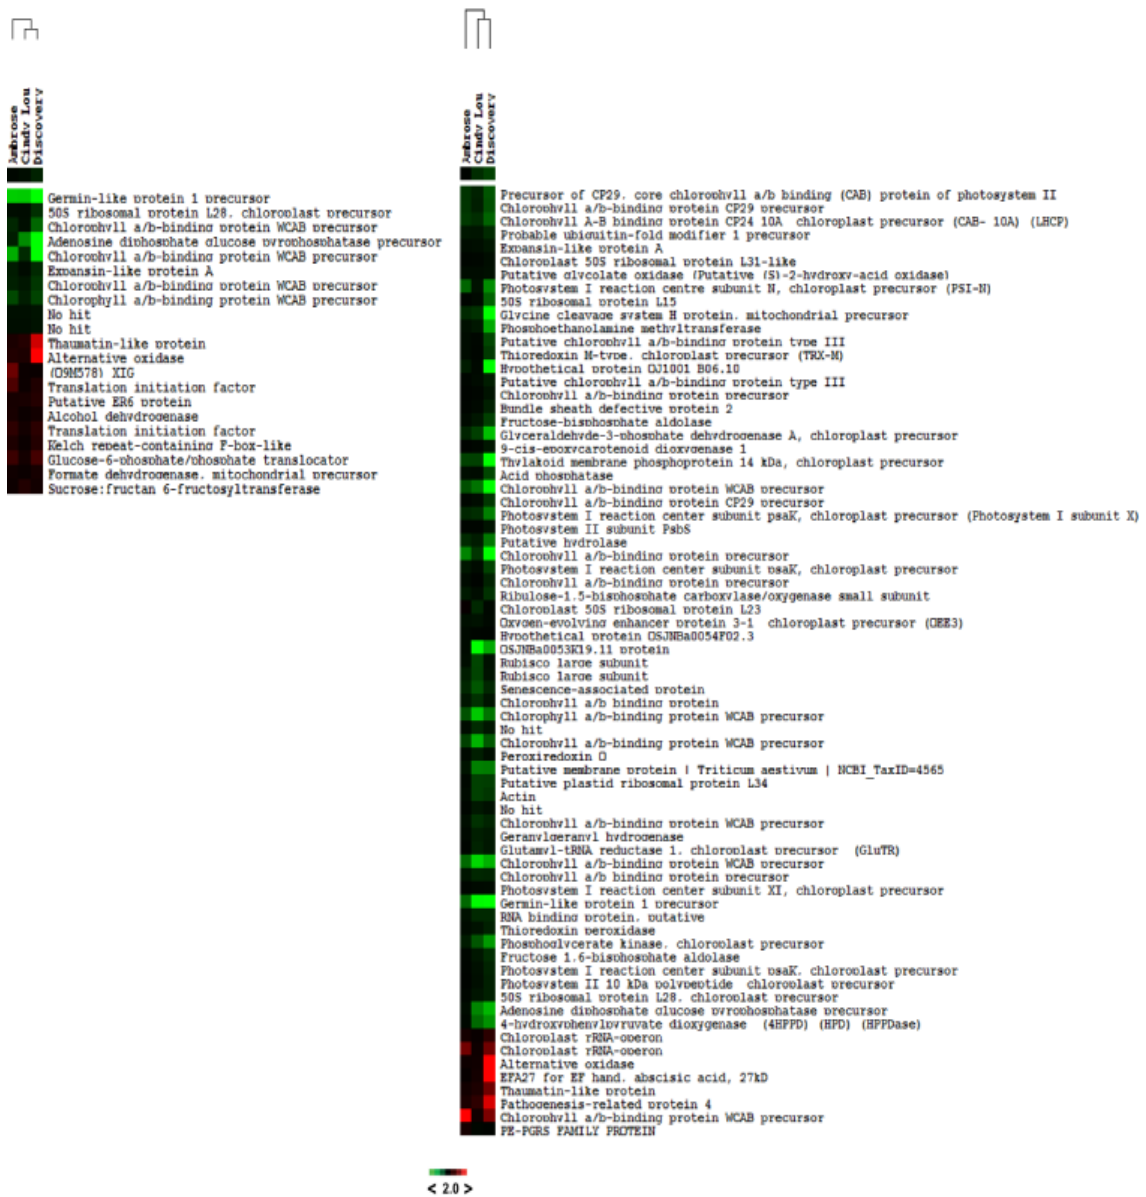 Ambrose
Cindy Lou
Discovery
Germin-like protein 1 precursor
50S ribosomal protein L28. chloroplast precursor
Chlorophyll a/b-binding protein WCAB precursor
Adenosine diphosphate glucose pyrophosphatase precursor
Chlorophyll a/b-binding protein WCAB precursor
Expansin-like protein A
Chlorophyll a/b-binding protein WCAB precursor
Chlorophyll a/b-binding protein WCAB precursor
No hit
No hit
Thaumatin-like protein
Alternative oxidase
(Q9M578) XIG
Translation initiation factor
Putative ER6 protein
Alcohol dehydrogenase
Translation initiation factor
Kelch repeat-containing F-box-like
Glucose-6-phosphate/phosphate translocator
Formate dehydrogenase. mitochondrial precursor
Sucrose:fructan 6-fructosyltransferase
Ambrose
Cindy Lou
Discovery
Precursor of CP29. core chlorophyll a/b binding (CAB) protein of photosystem II
Chlorophyll a/b-binding protein CP29 precursor
Chlorophyll A-B binding protein CP24 10A chloroplast precursor (CAB- 10A) (LHCP)
Probable ubiquitin-fold modifier 1 precursor
Expansin-like protein A
Chloroplast 50S ribosomal protein L31-like
Putative glycolate oxidase (Putative (S)-2-hydroxy-acid oxidase)
Photosystem I reaction centre subunit N, chloroplast precursor (PSI-N)
50S ribosomal protein L15
Glycine cleavage system H protein. mitochondrial precursor
Phosphoethanolamine methyltransferase
Putative chlorophyll a/b-binding protein type III
Thioredoxin M-type. chloroplast precursor (TRX-M)
Hypothetical protein OJ1001 B06.10
Putative chlorophyll a/b-binding protein type III
Chlorophyll a/b-binding protein precursor
Bundle sheath defective protein 2
Fructose-bisphosphate aldolase
Glyceraldehyde-3-phosphate dehydrogenase A, chloroplast precursor
9-cis-epoxycarotenoid dioxygenase 1
Thylakoid membrane phosphoprotein 14 kDa, chloroplast precursor
Acid phosphatase
Chlorophyll a/b-binding protein WCAB precursor
Chlorophyll a/b-binding protein CP29 precursor
Photosystem I reaction center subunit psaK, chloroplast precursor (Photosystem I subunit X)
Photosystem II subunit PsbS
Putative hydrolase
Chlorophyll a/b-binding protein precursor
Photosystem I reaction center subunit psaK, chloroplast precursor
Chlorophyll a/b-binding protein precursor
Ribulose-1.5-bisphosphate carboxylase/oxygenase small subunit
Chloroplast 50S ribosomal protein L23
Oxygen-evolving enhancer protein 3-1 chloroplast precursor (OEE3)
Hypothetical protein OSJNBa0054F02.3
OSJNBa0053K19.11 protein
Rubisco large subunit
Rubisco large subunit
Senescence-associated protein
Chlorophyll a/b binding protein
Chlorophyll a/b-binding protein WCAB precursor
No hit
Chlorophyll a/b-binding protein WCAB precursor
Peroxiredoxin Q
Putative membrane protein | Triticum aestivum | NCBI_TaxID=4565
Putative plastid ribosomal protein L34
Actin
No hit
Chlorophyll a/b-binding protein WCAB precursor
Geranylgeranyl hydrogenase
Glutamyl-tRNA reductase 1. chloroplast precursor (GluTR)
Chlorophyll a/b-binding protein WCAB precursor
Chlorophyll a/b binding protein precursor
Photosystem I reaction center subunit XI, chloroplast precursor
Germin-like protein 1 precursor
RNA binding protein. putative
Thioredoxin peroxidase
Phosphoglycerate kinase. chloroplast precursor
Fructose 1.6-bisphosphate aldolase
Photosystem I reaction center subunit psaK. chloroplast precursor
Photosystem II 10 kDa polypeptide chloroplast precursor
50S ribosomal protein L28. chloroplast precursor
Adenosine diphosphate glucose pyrophosphatase precursor
4-hydroxyphenylpyruvate dioxygenase (4HPPD) (HPD) (HPPDase)
Chloroplast rRNA-operon
Chloroplast rRNA-operon
Alternative oxidase
EFA27 for EF hand. abscisic acid, 27kD
Thaumatin-like protein
Pathogenesis-related protein 4
Chlorophyll a/b-binding protein WCAB precursor
PE-PGRS FAMILY PROTEIN
< 2.0 >